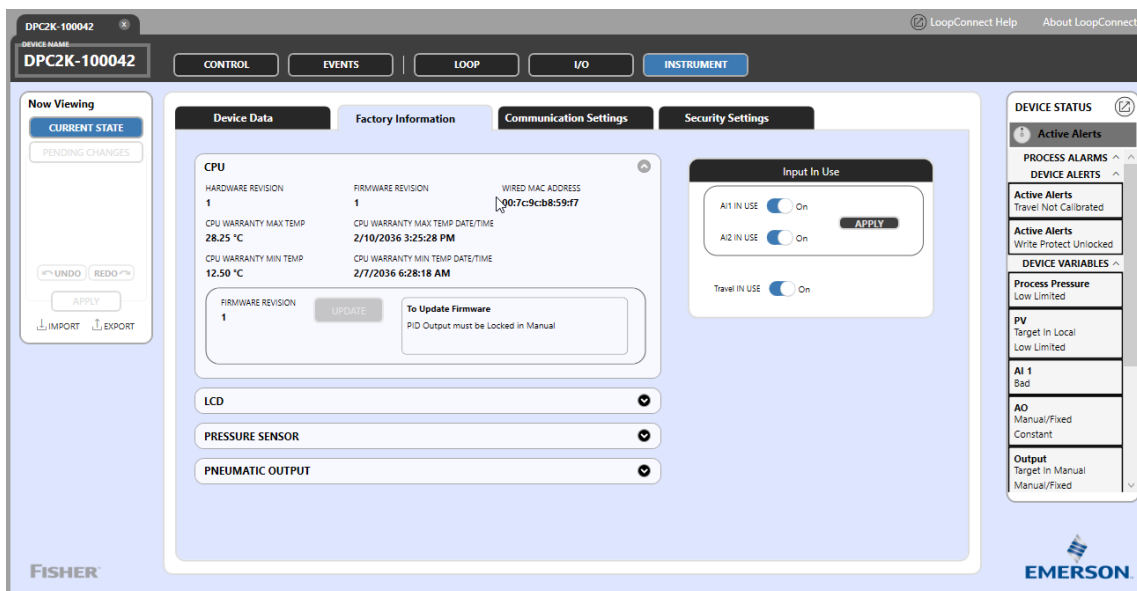 DPC2K-100042
LoopConnect Help
About LoopConnect
DEVICE NAME
DPC2K-100042
CONTROL
EVENTS
LOOP
I/O
INSTRUMENT
Now Viewing
CURRENT STATE
PENDING CHANGES
UNDO
REDO
APPLY
IMPORT
EXPORT
Device Data
Factory Information
Communication Settings
Security Settings
CPU
HARDWARE REVISION
1
FIRMWARE REVISION
1
WIRED MAC ADDRESS
00:7c:9c:b8:59:f7
CPU WARRANTY MAX TEMP
28.25 °C
CPU WARRANTY MAX TEMP DATE/TIME
2/10/2036 3:25:28 PM
CPU WARRANTY MIN TEMP
12.50 °C
CPU WARRANTY MIN TEMP DATE/TIME
2/7/2036 6:28:18 AM
FIRMWARE REVISION
1
UPDATE
To Update Firmware
PID Output must be Locked in Manual
LCD
PRESSURE SENSOR
PNEUMATIC OUTPUT
Input In Use
AI1 IN USE
On
AI2 IN USE
On
APPLY
Travel IN USE
On
DEVICE STATUS
Active Alerts
PROCESS ALARMS
DEVICE ALERTS
Active Alerts
Travel Not Calibrated
Active Alerts
Write Protect Unlocked
DEVICE VARIABLES
Process Pressure
Low Limited
PV
Target In Local
Low Limited
AI 1
Bad
AO
Manual/Fixed
Constant
Output
Target In Manual
Manual/Fixed
FISHER
EMERSON